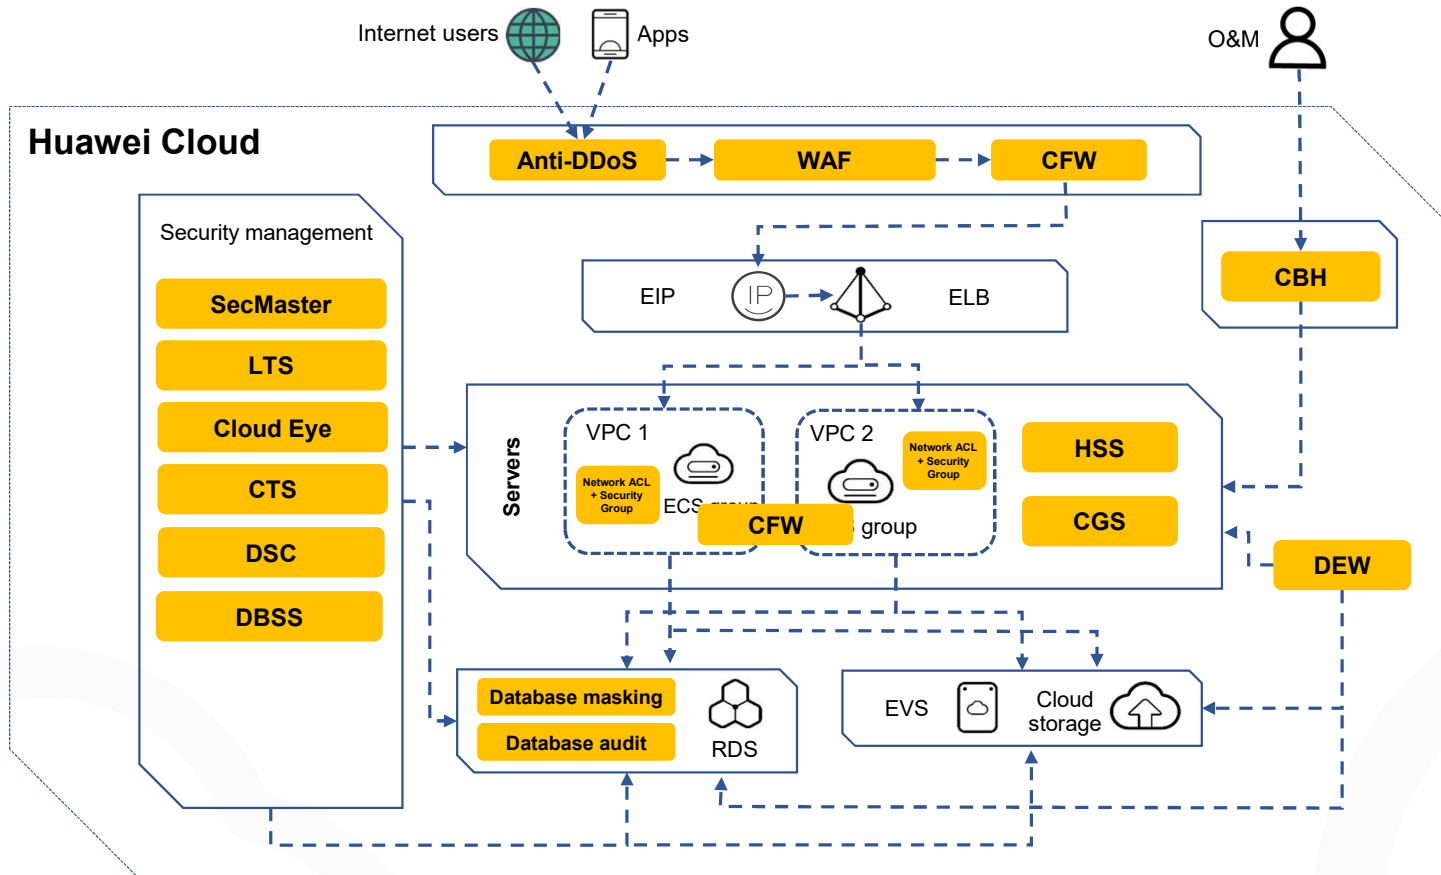 Internet users
Apps
O&M
Huawei Cloud
Anti-DDoS
WAF
CFW
Security management
SecMaster
LTS
Cloud Eye
CTS
DSC
DBSS
EIP
IP
ELB
CBH
Servers
VPC 1
Network ACL
+ Security
Group
ECS group
VPC 2
Network ACL
+ Security
Group
group
CFW
HSS
CGS
DEW
Database masking
Database audit
RDS
EVS
Cloud
storage